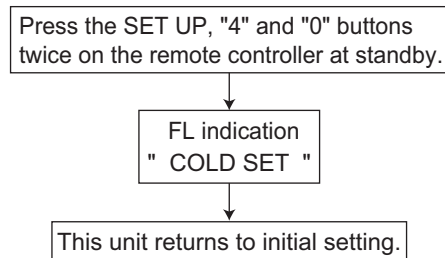 Press the SET UP, "4" and "0" buttons
twice on the remote controller at standby.
FL indication
" COLD SET "
This unit returns to initial setting.